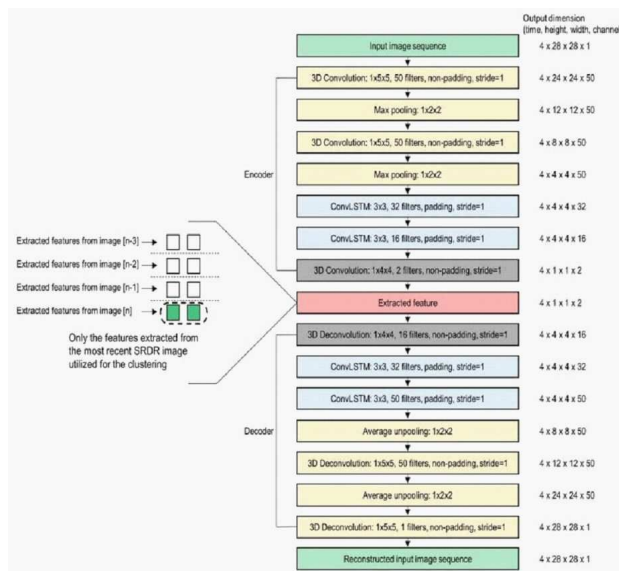 Output dimension
(time, height, width, channel
Input image sequence 4 x 28 x 28 x 1
3D Convolution: 1x5x5, 50 filters, non-padding, stride=1 4 x 24 x 24 x 50
Max pooling: 1x2x2 4 x 12 x 12 x 50
3D Convolution: 1x5x5, 50 filters, non-padding, stride=1 4 x 8 x 8 x 50
Max pooling: 1x2x2 4 x 4 x 4 x 50
Encoder
ConvLSTM: 3x3, 32 filters, padding, stride=1 4 x 4 x 4 x 32
ConvLSTM: 3x3, 16 filters, padding, stride=1 4 x 4 x 4 x 16
3D Convolution: 1x4x4, 2 filters, non-padding, stride=1 4 x 1 x 1 x 2
Extracted feature 4 x 1 x 1 x 2
3D Deconvolution: 1x4x4, 16 filters, non-padding, stride=1 4 x 4 x 4 x 16
ConvLSTM: 3x3, 32 filters, padding, stride=1 4 x 4 x 4 x 32
ConvLSTM: 3x3, 50 filters, padding, stride=1 4 x 4 x 4 x 50
Decoder
Average unpooling: 1x2x2 4 x 8 x 8 x 50
3D Deconvolution: 1x5x5, 50 filters, non-padding, stride=1 4 x 12 x 12 x 50
Average unpooling: 1x2x2 4 x 24 x 24 x 50
3D Deconvolution: 1x5x5, 1 filters, non-padding, stride=1 4 x 28 x 28 x 1
Reconstructed input image sequence 4 x 28 x 28 x 1
Extracted features from image [n-3]
Extracted features from image [n-2]
Extracted features from image [n-1]
Extracted features from image [n]
Only the features extracted from
the most recent SRDR image
utilized for the clustering